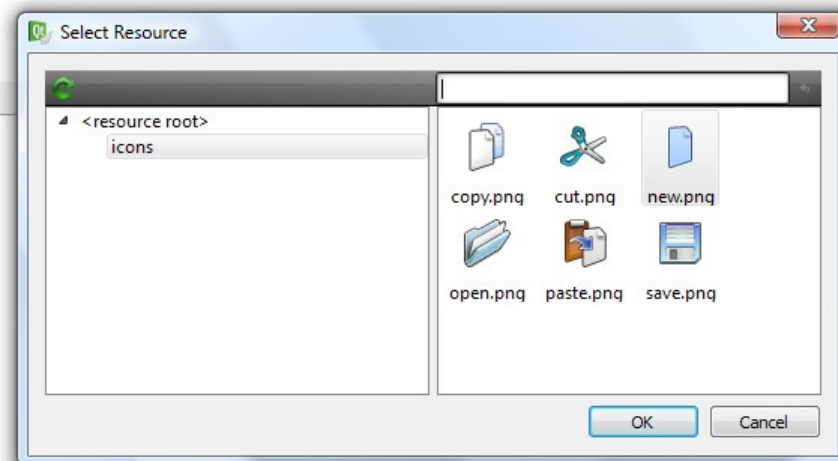 Select Resource
<resource root>
icons
copy.png
cut.png
new.png
open.png
paste.png
save.png
OK
Cancel